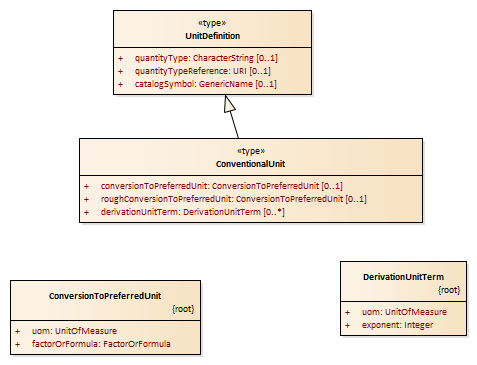 «type»
UnitDefinition
+ quantityType: CharacterString [0..1]
+ quantityTypeReference: URI [0..1]
+ catalogSymbol: GenericName [0..1]
«type»
ConventionalUnit
+ conversionToPreferredUnit: ConversionToPreferredUnit [0..1]
+ roughConversionToPreferredUnit: ConversionToPreferredUnit [0..1]
+ derivationUnitTerm: DerivationUnitTerm [0..*]
ConversionToPreferredUnit
{root}
+ uom: UnitOfMeasure
+ factorOrFormula: FactorOrFormula
DerivationUnitTerm
{root}
+ uom: UnitOfMeasure
+ exponent: Integer